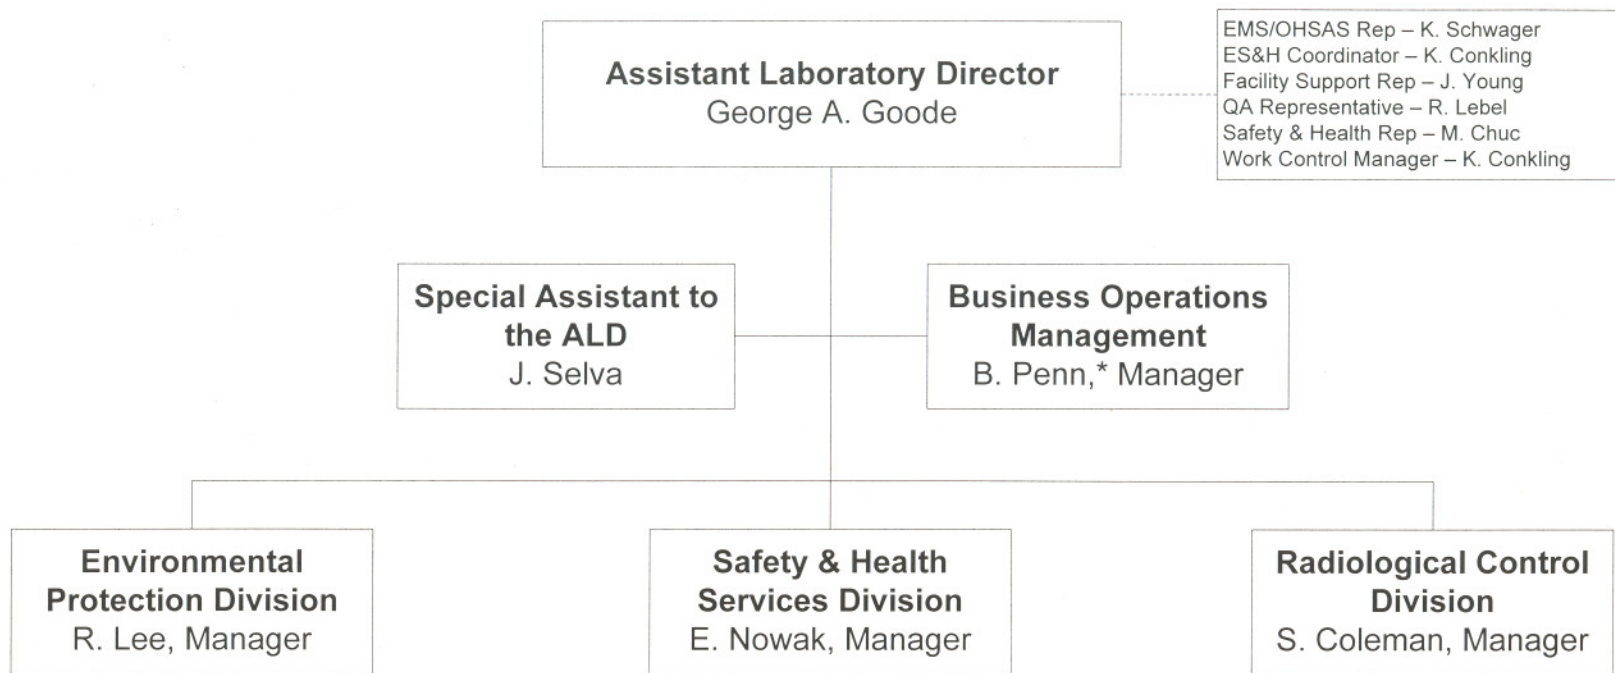 Assistant Laboratory Director
George A. Goode
EMS/OHSAS Rep – K. Schwager
ES&H Coordinator – K. Conkling
Facility Support Rep – J. Young
QA Representative – R. Lebel
Safety & Health Rep – M. Chuc
Work Control Manager – K. Conkling
Special Assistant to
the ALD
J. Selva
Business Operations
Management
B. Penn,* Manager
Environmental
Protection Division
R. Lee, Manager
Safety & Health
Services Division
E. Nowak, Manager
Radiological Control
Division
S. Coleman, Manager